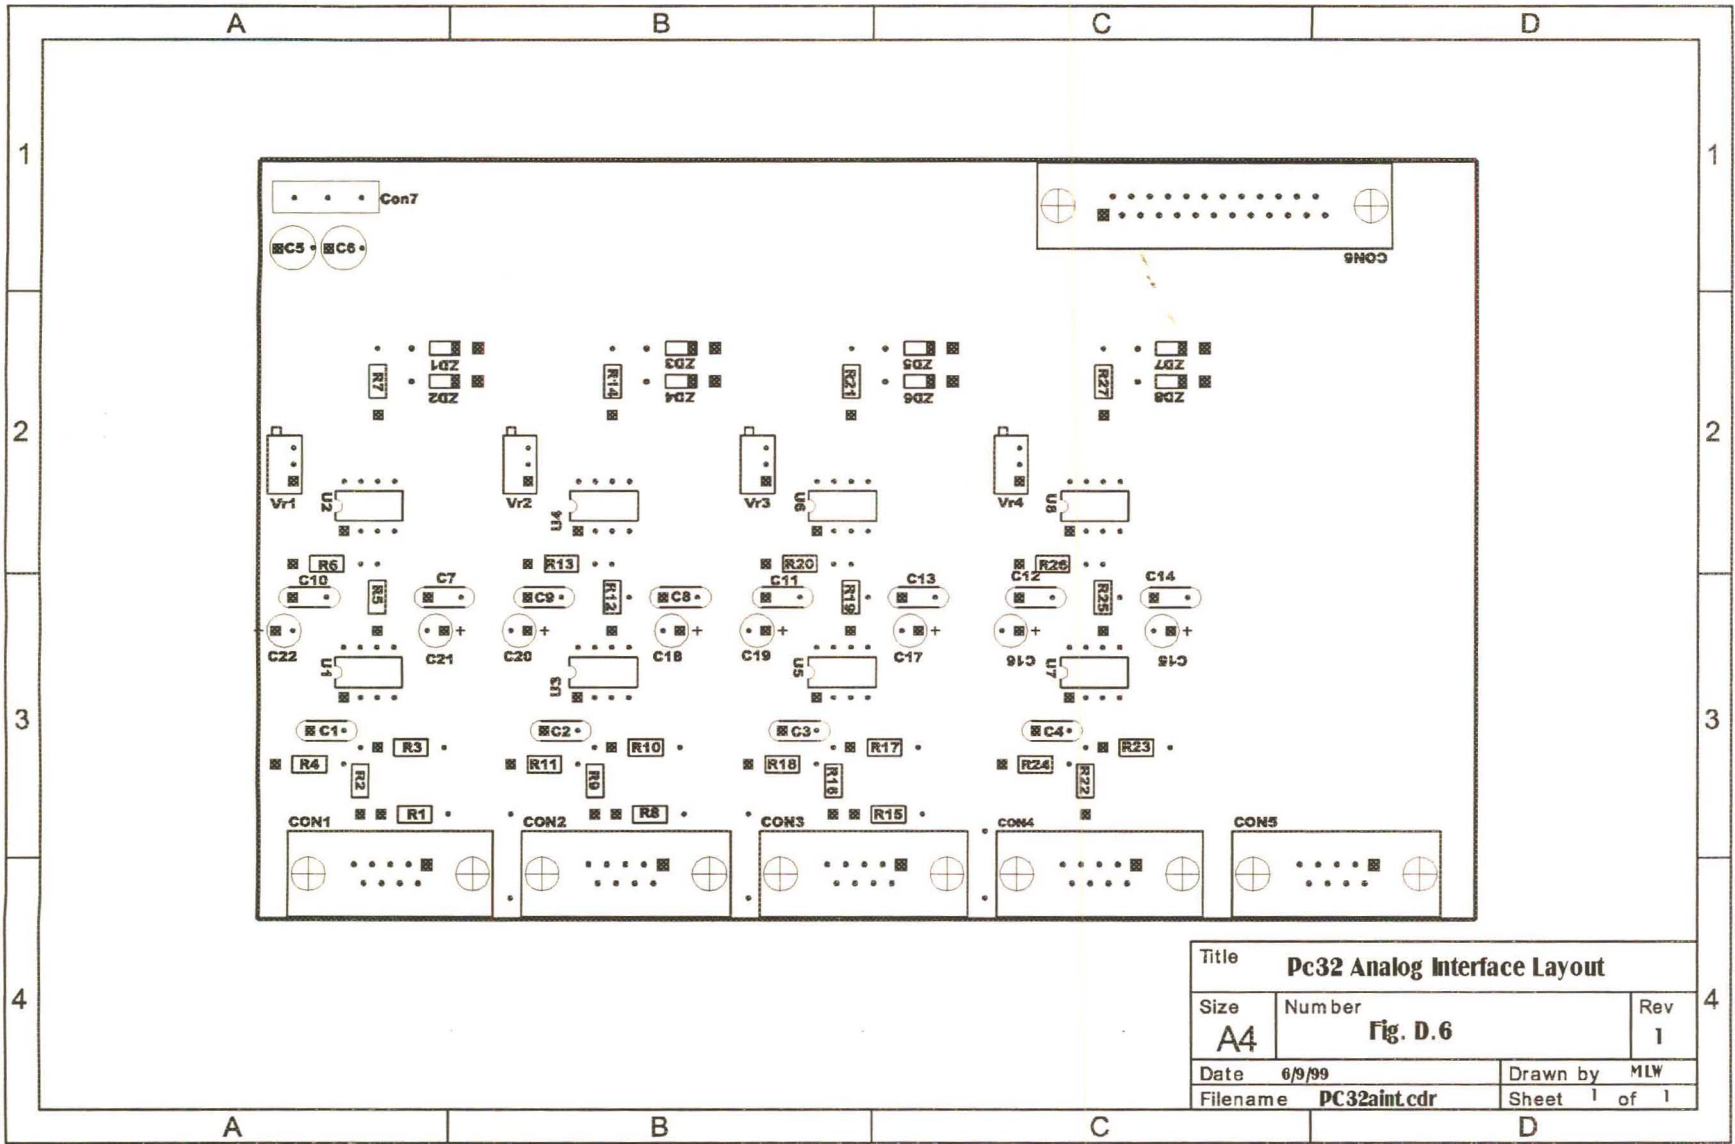 A B C D
1 1
Con7
C5 C6
CON6
ZD1 ZD3 ZD5 ZD7
R7 R14 R21 R27
ZD2 ZD4 ZD6 ZD8
2 2
Vr1 U2 Vr2 U4 Vr3 U6 Vr4 U8
R6 R13 R20 R26
C10 C7 C11 C13 C12 C14
R5 C9 R12 C8 R19 R25
+ + + + + + + +
C22 C21 C20 C18 C19 C17 C16 C15
U1 U3 U5 U7
3 3
C1 C2 C3 C4
R3 R10 R17 R23
R4 R11 R18 R24
R2 R9 R16 R22
R1 R8 R15
CON1 CON2 CON3 CON4 CON5
Title Pc32 Analog Interface Layout
4 4
Size Number Rev
A4 Fig. D.6 1
Date 6/9/99 Drawn by MLW
Filename PC32aint.cdr Sheet 1 of 1
A B C D